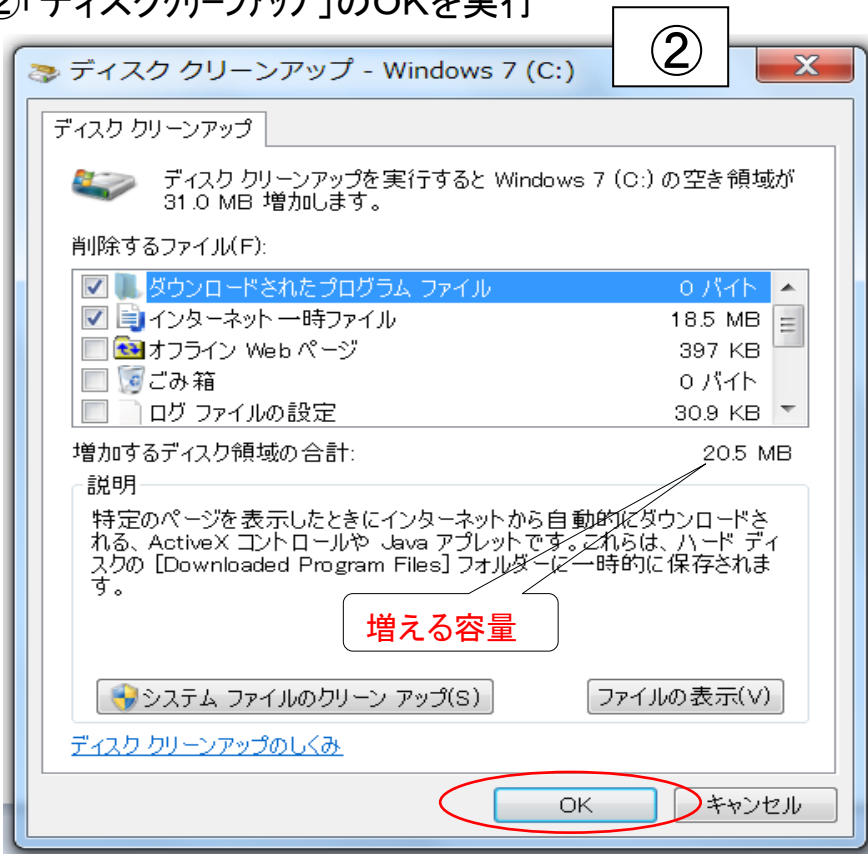 ②「ディスククリーンアップ」のOKを実行
②
ディスク クリーンアップ - Windows 7 (C:)
ディスク クリーンアップ
ディスク クリーンアップを実行すると Windows 7 (C:) の空き領域が
31.0 MB 増加します。
削除するファイル(F):
ダウンロードされたプログラム ファイル 0 バイト
インターネット一時ファイル 18.5 MB
オフライン Web ページ 397 KB
ごみ箱 0 バイト
ログ ファイルの設定 30.9 KB
増加するディスク領域の合計: 20.5 MB
説明
特定のページを表示したときにインターネットから自動的にダウンロードさ
れる、ActiveX コントロールや Java アプレットです。これらは、ハード ディ
スクの [Downloaded Program Files] フォルダーに一時的に保存されま
す。
増える容量
システム ファイルのクリーン アップ(S)
ファイルの表示(V)
ディスク クリーンアップのしくみ
OK
キャンセル